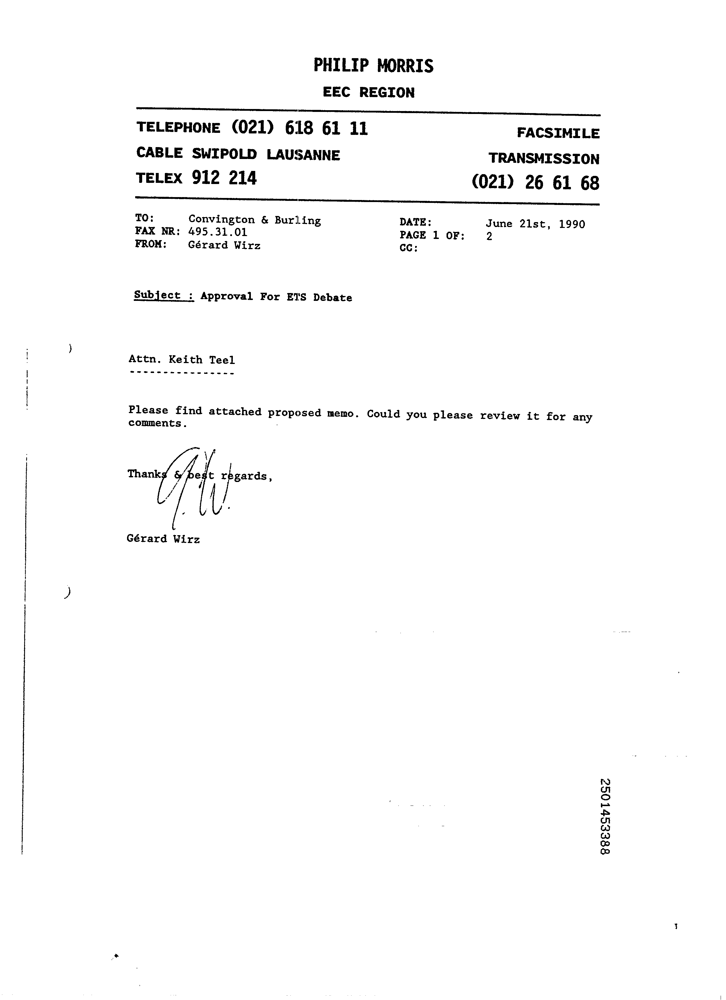 PHILIP MORRIS
EEC REGION
TELEPHONE (021) 618 61 11
CABLE SWIPOLD LAUSANNE
TELEX 912 214
FACSIMILE
TRANSMISSION
(021) 26 61 68
TO: Convington & Burling
FAX NR: 495.31.01
FROM: Gérard Wirz
DATE: June 21st, 1990
PAGE 1 OF: 2
CC:
Subject : Approval For ETS Debate
Attn. Keith Teel
----------------
Please find attached proposed memo. Could you please review it for any
comments.
Thanks & best regards,
G.W.
Gérard Wirz
2501453388
1